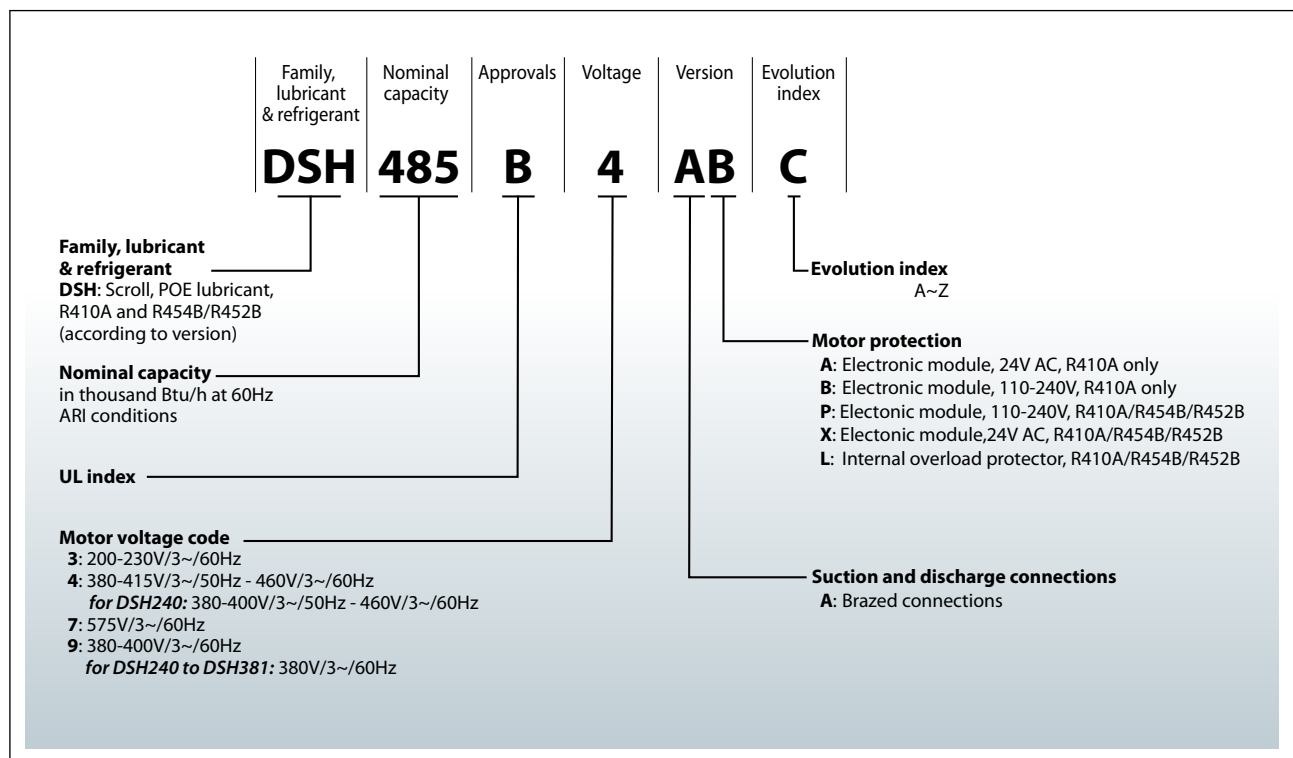 Family,
lubricant
& refrigerant
Nominal
capacity
Approvals
Voltage
Version
Evolution
index
DSH 485 B 4 AB C
Family, lubricant
& refrigerant
DSH: Scroll, POE lubricant,
R410A and R454B/R452B
(according to version)
Nominal capacity
in thousand Btu/h at 60Hz
ARI conditions
UL index
Motor voltage code
3: 200-230V/3~/60Hz
4: 380-415V/3~/50Hz - 460V/3~/60Hz
for DSH240: 380-400V/3~/50Hz - 460V/3~/60Hz
7: 575V/3~/60Hz
9: 380-400V/3~/60Hz
for DSH240 to DSH381: 380V/3~/60Hz
Evolution index
A~Z
Motor protection
A: Electronic module, 24V AC, R410A only
B: Electronic module, 110-240V, R410A only
P: Electonic module, 110-240V, R410A/R454B/R452B
X: Electonic module,24V AC, R410A/R454B/R452B
L: Internal overload protector, R410A/R454B/R452B
Suction and discharge connections
A: Brazed connections